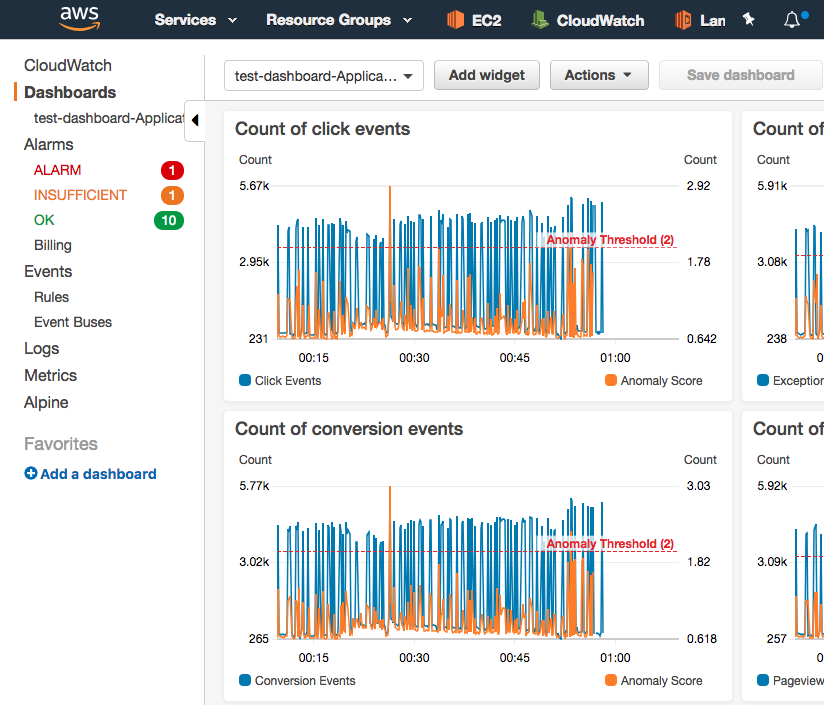 aws
Services
Resource Groups
EC2
CloudWatch
Lan
CloudWatch
Dashboards
test-dashboard-Applicat
Alarms
ALARM 1
INSUFFICIENT 1
OK 10
Billing
Events
Rules
Event Buses
Logs
Metrics
Alpine
Favorites
Add a dashboard
test-dashboard-Applica...
Add widget
Actions
Save dashboard
Count of click events
Count Count
5.67k 2.92
Anomaly Threshold (2)
2.95k 1.78
231 0.642
00:15 00:30 00:45 01:00
Click Events Anomaly Score
Count of
Count
5.91k
3.08k
238
0
Exception
Count of conversion events
Count Count
5.77k 3.03
Anomaly Threshold (2)
3.02k 1.82
265 0.618
00:15 00:30 00:45 01:00
Conversion Events Anomaly Score
Count of
Count
5.92k
3.09k
257
0
Pageview